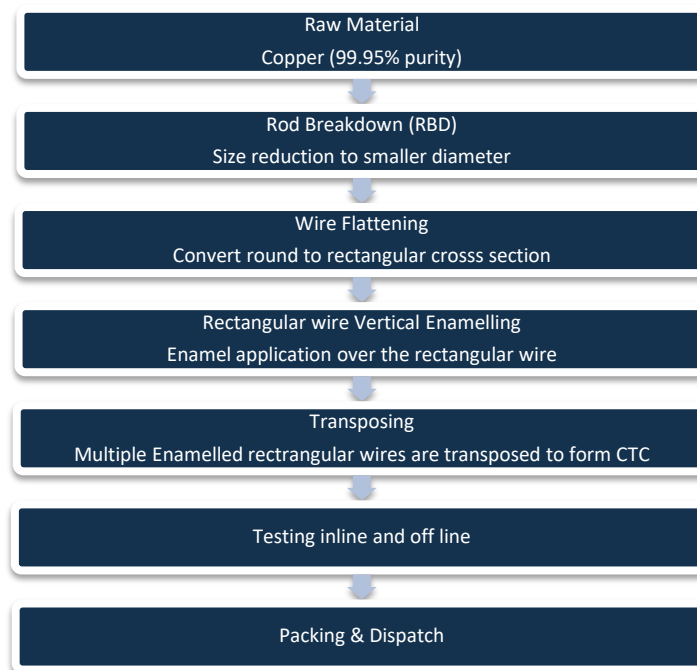 Raw Material
Copper (99.95% purity)
Rod Breakdown (RBD)
Size reduction to smaller diameter
Wire Flattening
Convert round to rectangular crosss section
Rectangular wire Vertical Enamelling
Enamel application over the rectangular wire
Transposing
Multiple Enamelled rectrangular wires are transposed to form CTC
Testing inline and off line
Packing & Dispatch